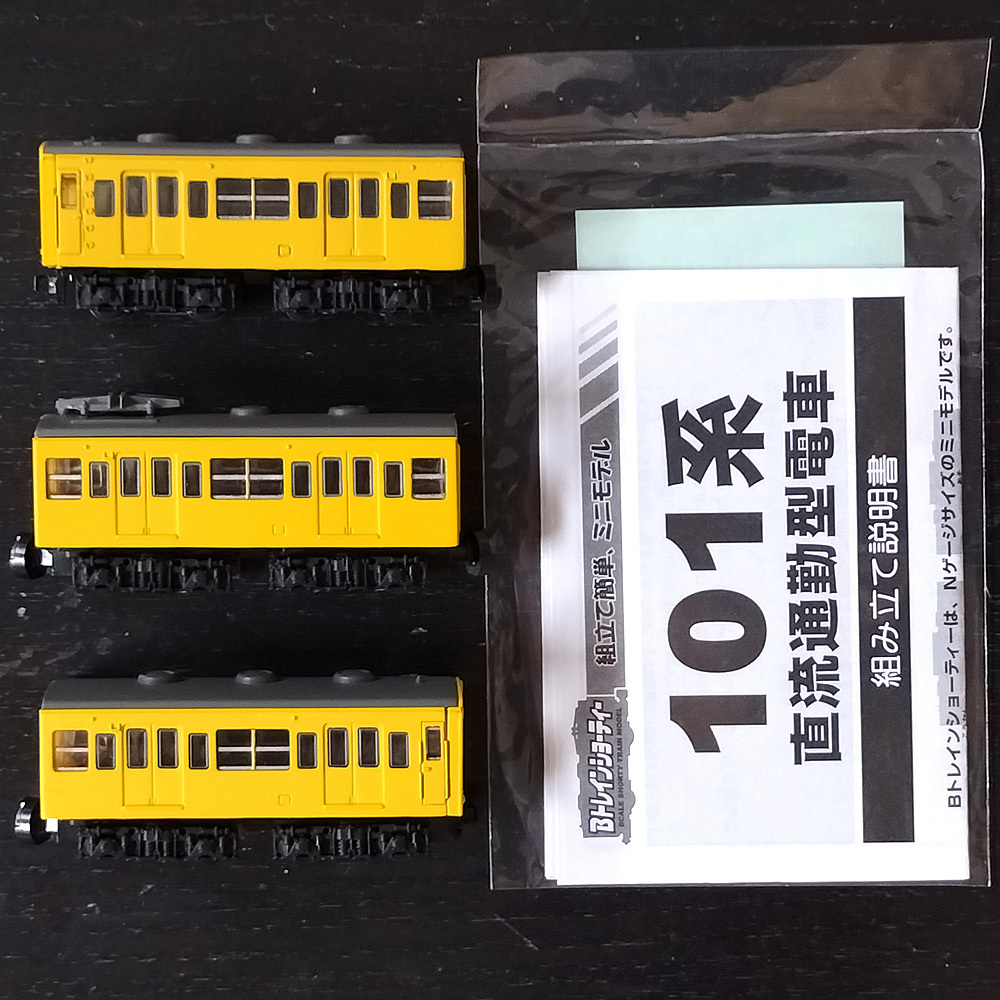 組立て簡単、ミニモデル
Bトレインショーティー
SCALE SHORTY TRAIN MODEL
101系
直流通勤型電車
組み立て説明書
Bトレインショーティーは、Nゲージサイズのミニモデルです。